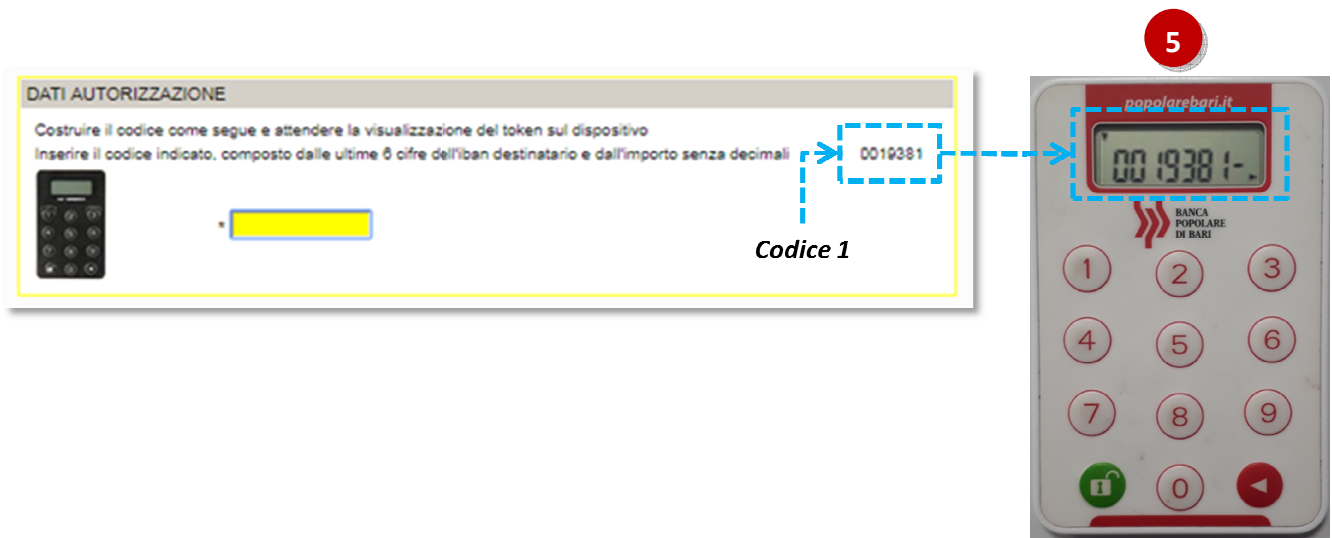 5
DATI AUTORIZZAZIONE
Costruire il codice come segue e attendere la visualizzazione del token sul dispositivo
Inserire il codice indicato, composto dalle ultime 6 cifre dell'iban destinatario e dall'importo senza decimali 0019381
*
Codice 1
popolarebari.it
0019381-
BANCA
POPOLARE
DI BARI
1 2 3
4 5 6
7 8 9
0